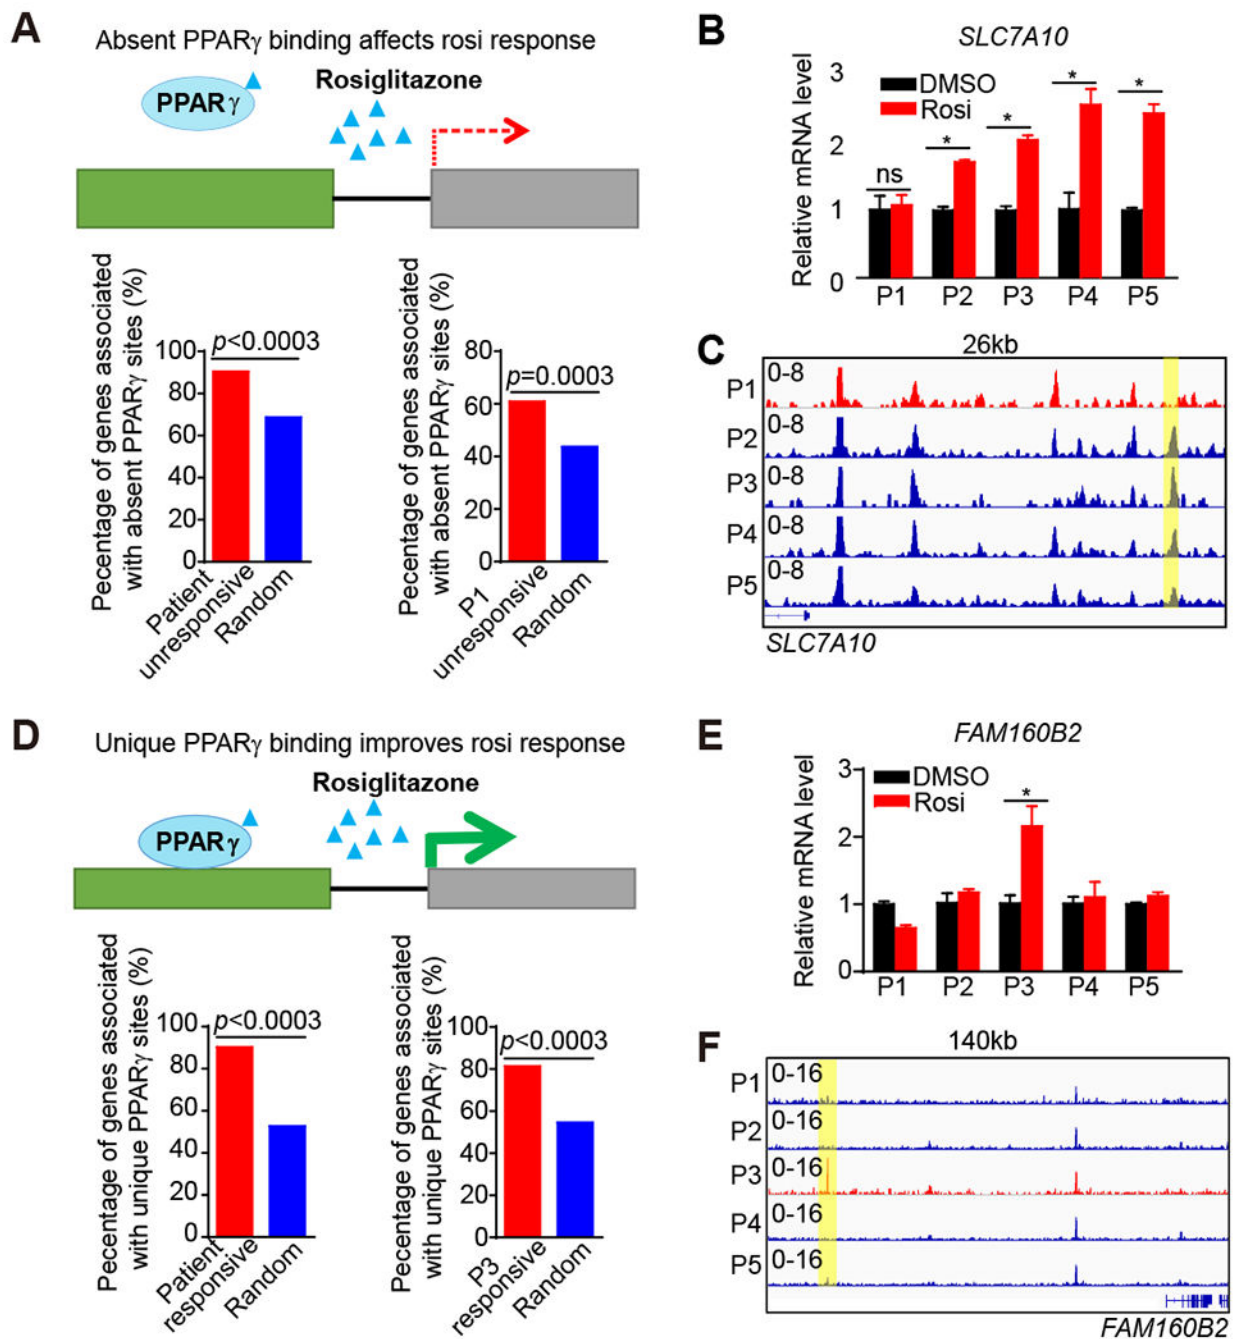 A
Absent PPARγ binding affects rosi response
Rosiglitazone
PPARγ
Pecentage of genes associated
with absent PPARγ sites (%)
100
80
60
40
20
0
p<0.0003
Patient
unresponsive
Random
Pecentage of genes associated
with absent PPARγ sites (%)
80
60
40
20
0
p=0.0003
P1
unresponsive
Random
B
SLC7A10
Relative mRNA level
3
2
1
0
DMSO
Rosi
ns
*
*
*
*
P1 P2 P3 P4 P5
C
26kb
P1 0-8
P2 0-8
P3 0-8
P4 0-8
P5 0-8
SLC7A10
D
Unique PPARγ binding improves rosi response
Rosiglitazone
PPARγ
Pecentage of genes associated
with unique PPARγ sites (%)
100
80
60
40
20
0
p<0.0003
Patient
responsive
Random
Pecentage of genes associated
with unique PPARγ sites (%)
100
80
60
40
20
0
p<0.0003
P3
responsive
Random
E
FAM160B2
Relative mRNA level
3
2
1
0
DMSO
Rosi
*
P1 P2 P3 P4 P5
F
140kb
P1 0-16
P2 0-16
P3 0-16
P4 0-16
P5 0-16
FAM160B2